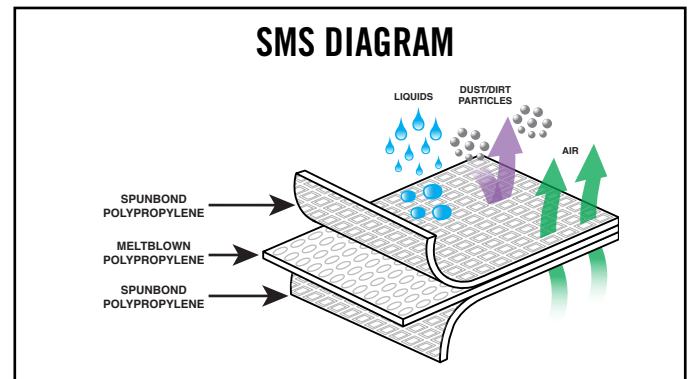 SMS DIAGRAM
LIQUIDS
DUST/DIRT
PARTICLES
AIR
SPUNBOND
POLYPROPYLENE
MELTBLOWN
POLYPROPYLENE
SPUNBOND
POLYPROPYLENE